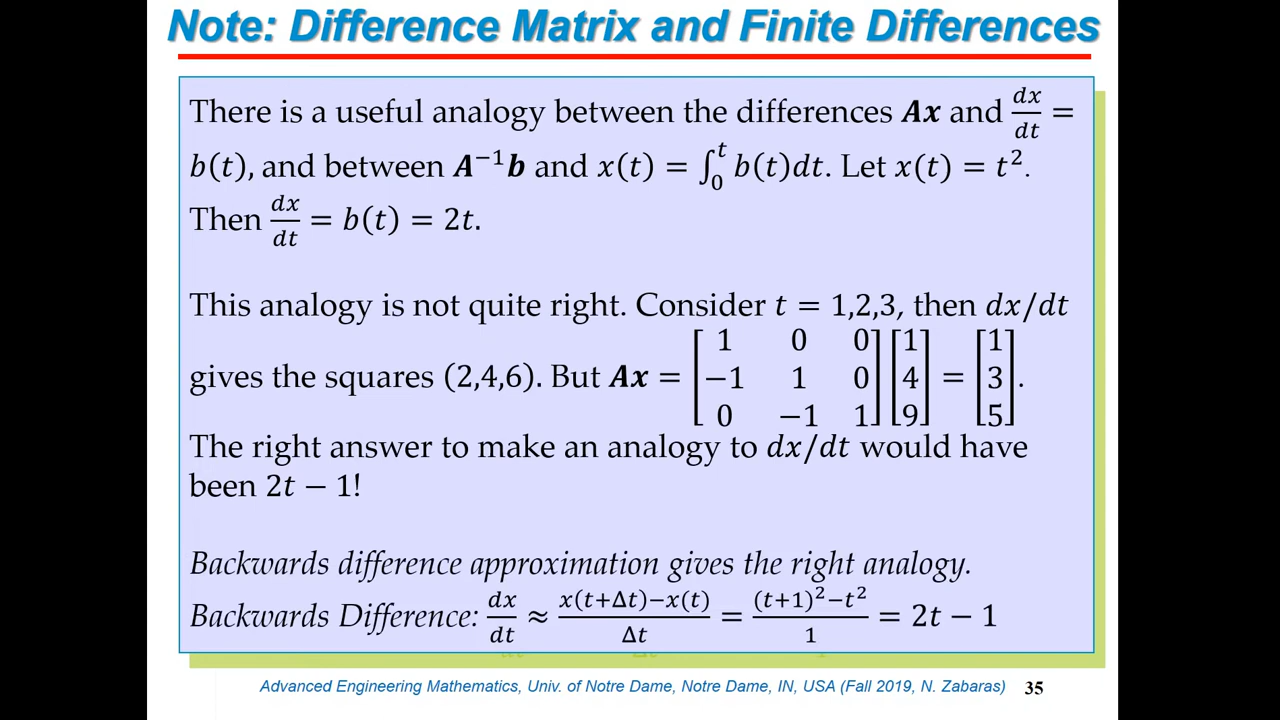 Note: Difference Matrix and Finite Differences
There is a useful analogy between the differences Ax and dx/dt =
b(t), and between A⁻¹b and x(t) = ∫₀ᵗ b(t)dt. Let x(t) = t².
Then dx/dt = b(t) = 2t.
This analogy is not quite right. Consider t = 1,2,3, then dx/dt
gives the squares (2,4,6). But Ax = [1 0 0; −1 1 0; 0 −1 1] [1; 4; 9] = [1; 3; 5].
The right answer to make an analogy to dx/dt would have
been 2t − 1!
Backwards difference approximation gives the right analogy.
Backwards Difference: dx/dt ≈ (x(t+Δt)−x(t))/Δt = ((t+1)²−t²)/1 = 2t − 1
Advanced Engineering Mathematics, Univ. of Notre Dame, Notre Dame, IN, USA (Fall 2019, N. Zabaras) 35